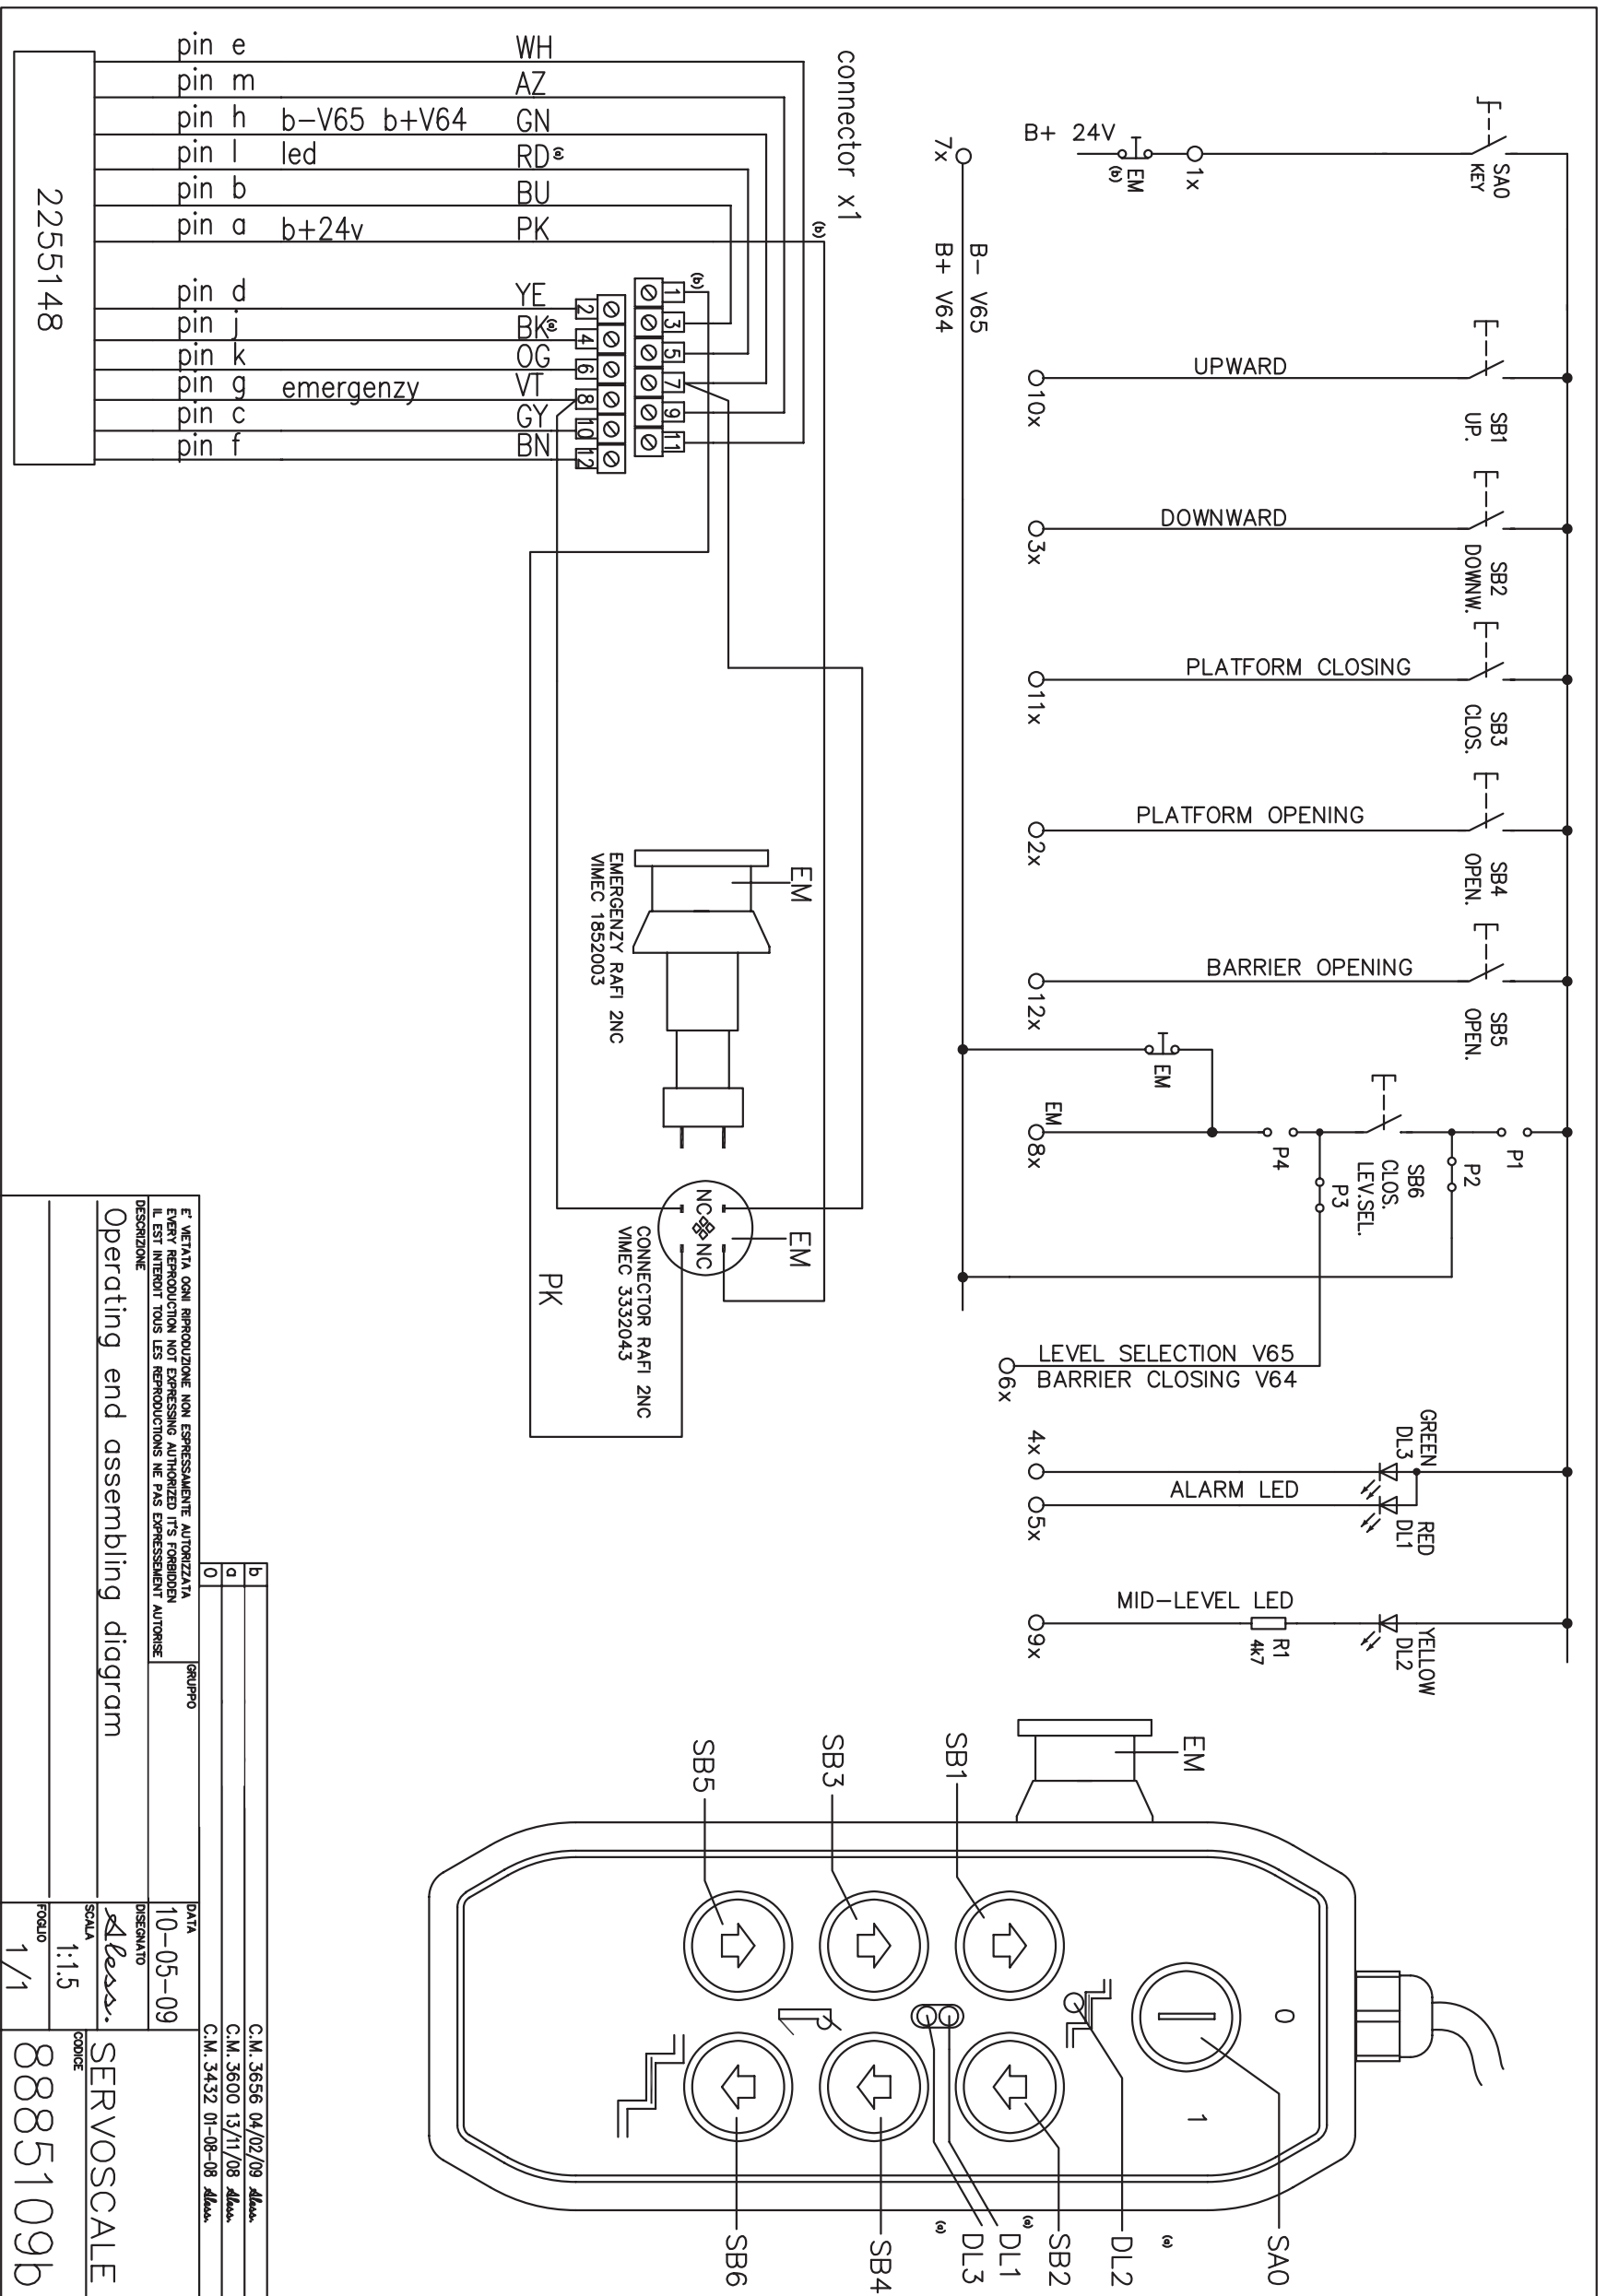 pin e WH
pin m AZ
pin h b-V65 b+V64 GN
pin l led RD (a)
pin b BU
pin a b+24v PK
(b)
pin d YE
pin j BK (a)
pin k OG
pin g emergenzy VT
pin c GY
pin f BN
2255148
connector x1
(b)
1
3
5
7
9
11
2
4
6
8
10
12
B+ 24V
EM
(b)
1x
SA0
KEY
7x
B- V65
B+ V64
UPWARD
10x
SB1
UP.
DOWNWARD
3x
SB2
DOWNW.
PLATFORM CLOSING
11x
SB3
CLOS.
PLATFORM OPENING
2x
SB4
OPEN.
BARRIER OPENING
12x
SB5
OPEN.
EM
EM
8x
P4
P3
SB6
CLOS.
LEV.SEL.
P2
P1
LEVEL SELECTION V65
BARRIER CLOSING V64
6x
GREEN
DL3
4x
ALARM LED
5x
RED
DL1
MID-LEVEL LED
9x
R1
4k7
YELLOW
DL2
EM
EMERGENZY RAFI 2NC
VIMEC 1852003
NC
NC
EM
CONNECTOR RAFI 2NC
VIMEC 3332043
PK
EM
SB1
SB3
SB5
0
1
SA0
(a)
DL2
SB2
(a)
DL1
DL3
(a)
SB4
SB6
b C.M. 3656 04/02/09 Aless.
a C.M. 3600 13/11/08 Aless.
0 C.M. 3432 01-08-08 Aless.
E' VIETATA OGNI RIPRODUZIONE NON ESPRESSAMENTE AUTORIZZATA
EVERY REPRODUCTION NOT EXPRESSING AUTHORIZED IT'S FORBIDDEN
IL EST INTERDIT TOUS LES REPRODUCTIONS NE PAS EXPRESSEMENT AUTORISE
GRUPPO
DATA
10-05-09
DESCRIZIONE
Operating end assembling diagram
DISEGNATO
Aless.
SCALA
1:1.5
FOGLIO
1/1
SERVOSCALE
CODICE
8885109b